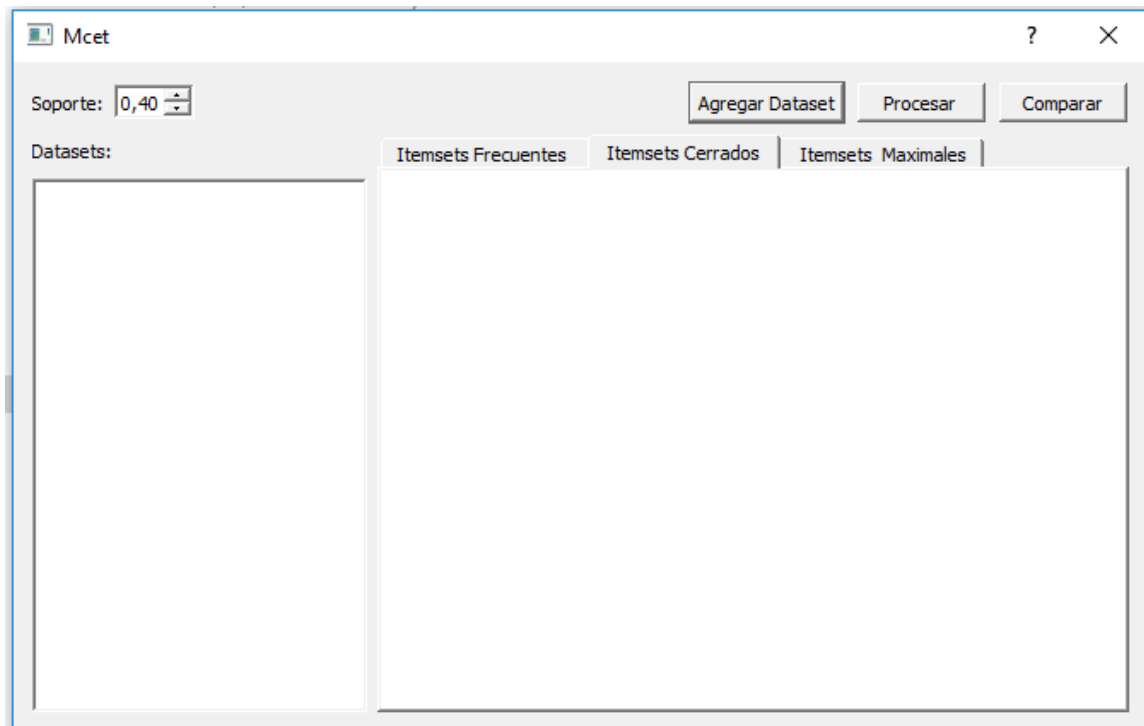 Mcet
Soporte: 0,40 Agregar Dataset Procesar Comparar
Datasets: Itemsets Frecuentes Itemsets Cerrados Itemsets Maximales